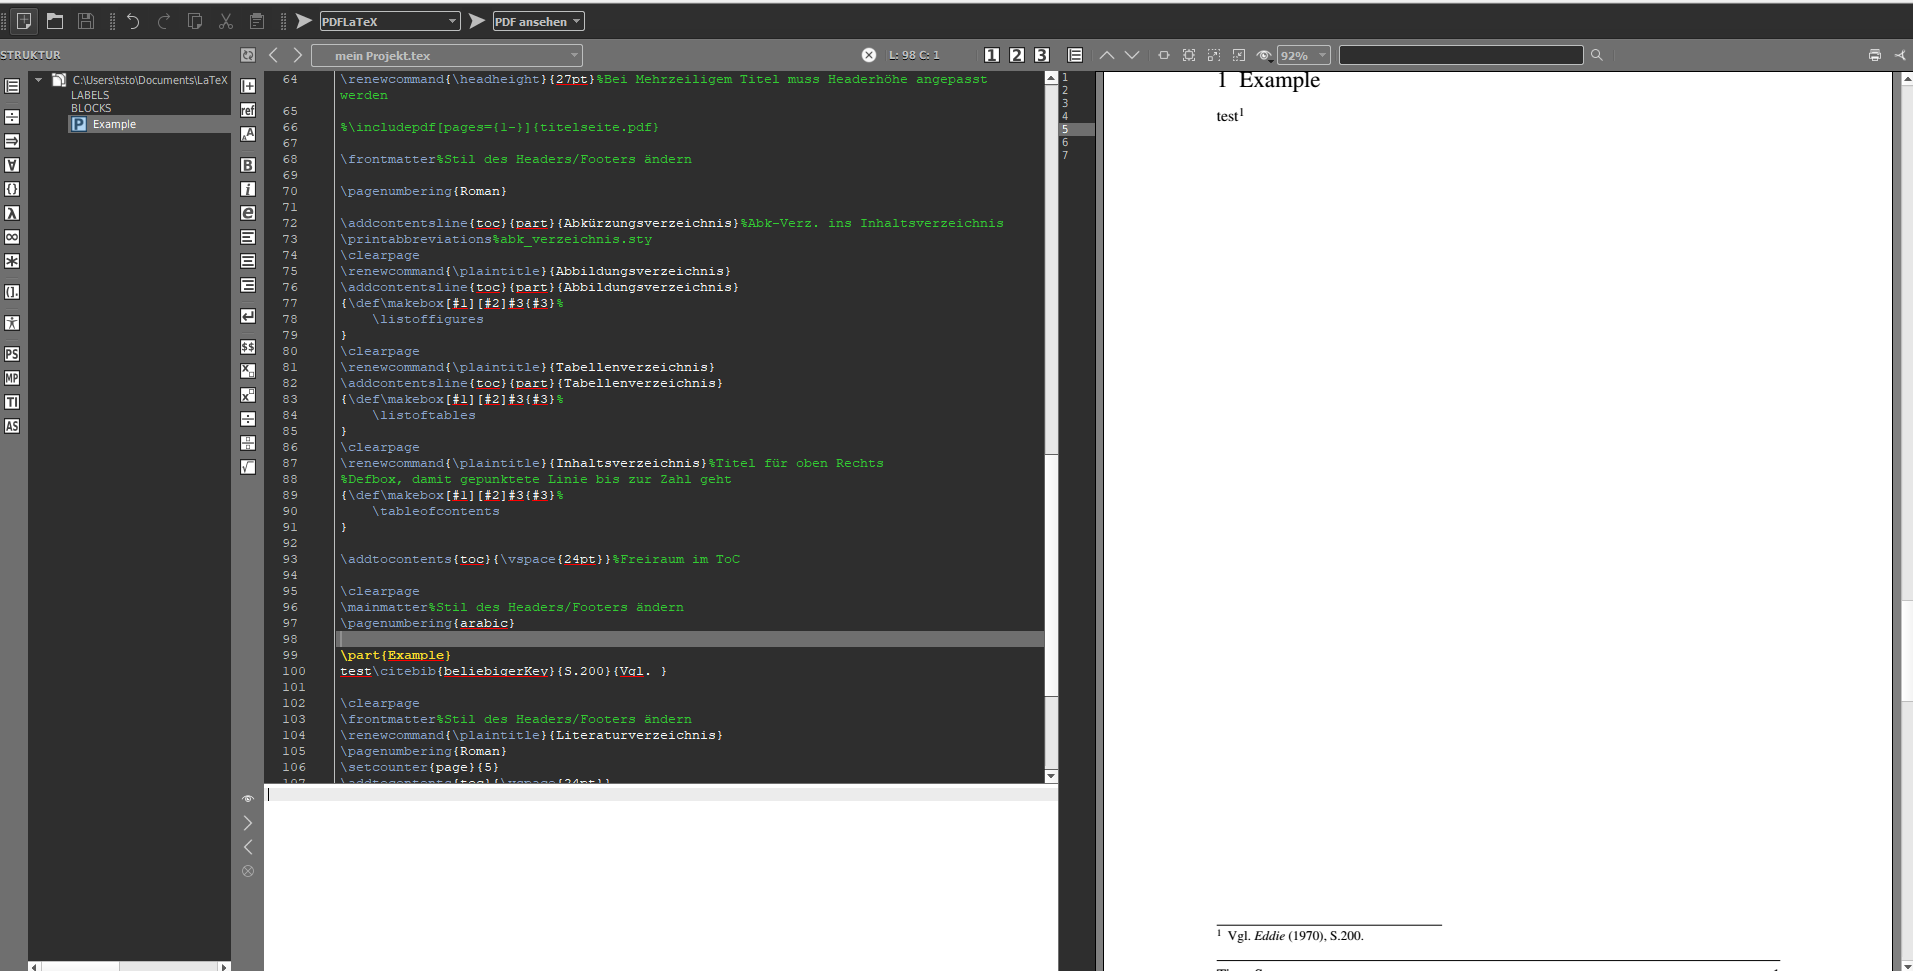 PDFLaTeX
PDF ansehen
STRUKTUR
mein Projekt.tex
L: 98 C: 1
1 2 3
92%
C:\Users\tsto\Documents\LaTeX
LABELS
BLOCKS
Example
64 \renewcommand{\headheight}{27pt}%Bei Mehrzeiligem Titel muss Headerhöhe angepasst
werden
65
66 %\includepdf[pages={1-}]{titelseite.pdf}
67
68 \frontmatter%Stil des Headers/Footers ändern
69
70 \pagenumbering{Roman}
71
72 \addcontentsline{toc}{part}{Abkürzungsverzeichnis}%Abk-Verz. ins Inhaltsverzeichnis
73 \printabbreviations%abk_verzeichnis.sty
74 \clearpage
75 \renewcommand{\plaintitle}{Abbildungsverzeichnis}
76 \addcontentsline{toc}{part}{Abbildungsverzeichnis}
77 {\def\makebox[#1][#2]#3{#3}%
78 \listoffigures
79 }
80 \clearpage
81 \renewcommand{\plaintitle}{Tabellenverzeichnis}
82 \addcontentsline{toc}{part}{Tabellenverzeichnis}
83 {\def\makebox[#1][#2]#3{#3}%
84 \listoftables
85 }
86 \clearpage
87 \renewcommand{\plaintitle}{Inhaltsverzeichnis}%Titel für oben Rechts
88 %Defbox, damit gepunktete Linie bis zur Zahl geht
89 {\def\makebox[#1][#2]#3{#3}%
90 \tableofcontents
91 }
92
93 \addtocontents{toc}{\vspace{24pt}}%Freiraum im ToC
94
95 \clearpage
96 \mainmatter%Stil des Headers/Footers ändern
97 \pagenumbering{arabic}
98
99 \part{Example}
100 test\citebib{beliebigerKey}{S.200}{Vgl. }
101
102 \clearpage
103 \frontmatter%Stil des Headers/Footers ändern
104 \renewcommand{\plaintitle}{Literaturverzeichnis}
105 \pagenumbering{Roman}
106 \setcounter{page}{5}
107 \addtocontents{toc}{\vspace{24pt}}
ref
B
i
e
$$
PS
MP
TI
AS
1
2
3
4
5
6
7
1 Example
test¹
¹ Vgl. Eddie (1970), S.200.